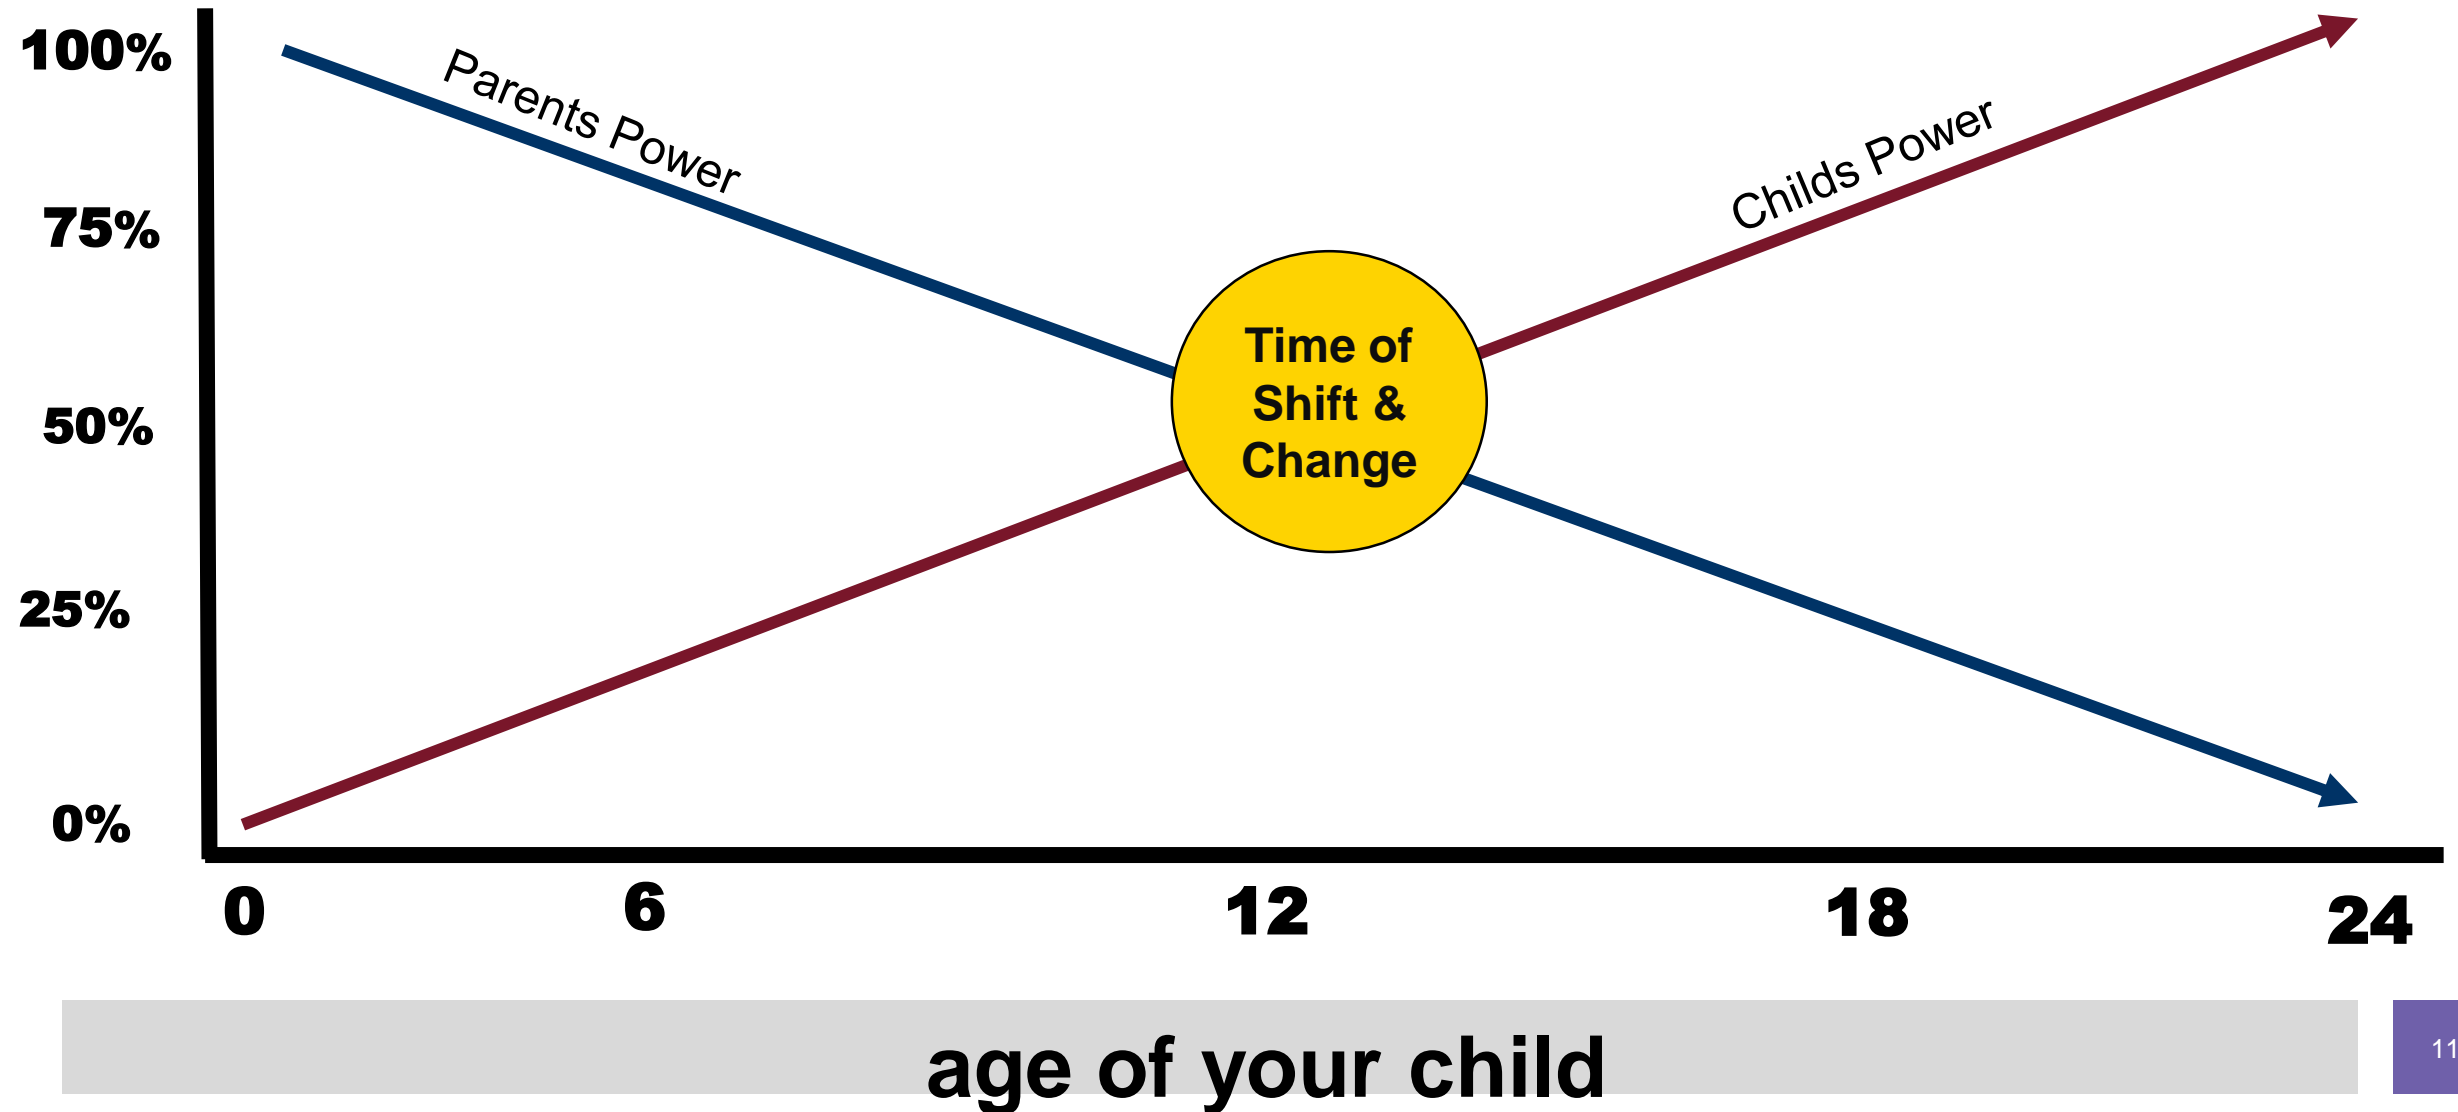 100%
Parents Power
Childs Power
75%
Time of
Shift &
Change
50%
25%
0%
0 6 12 18 24
age of your child
11